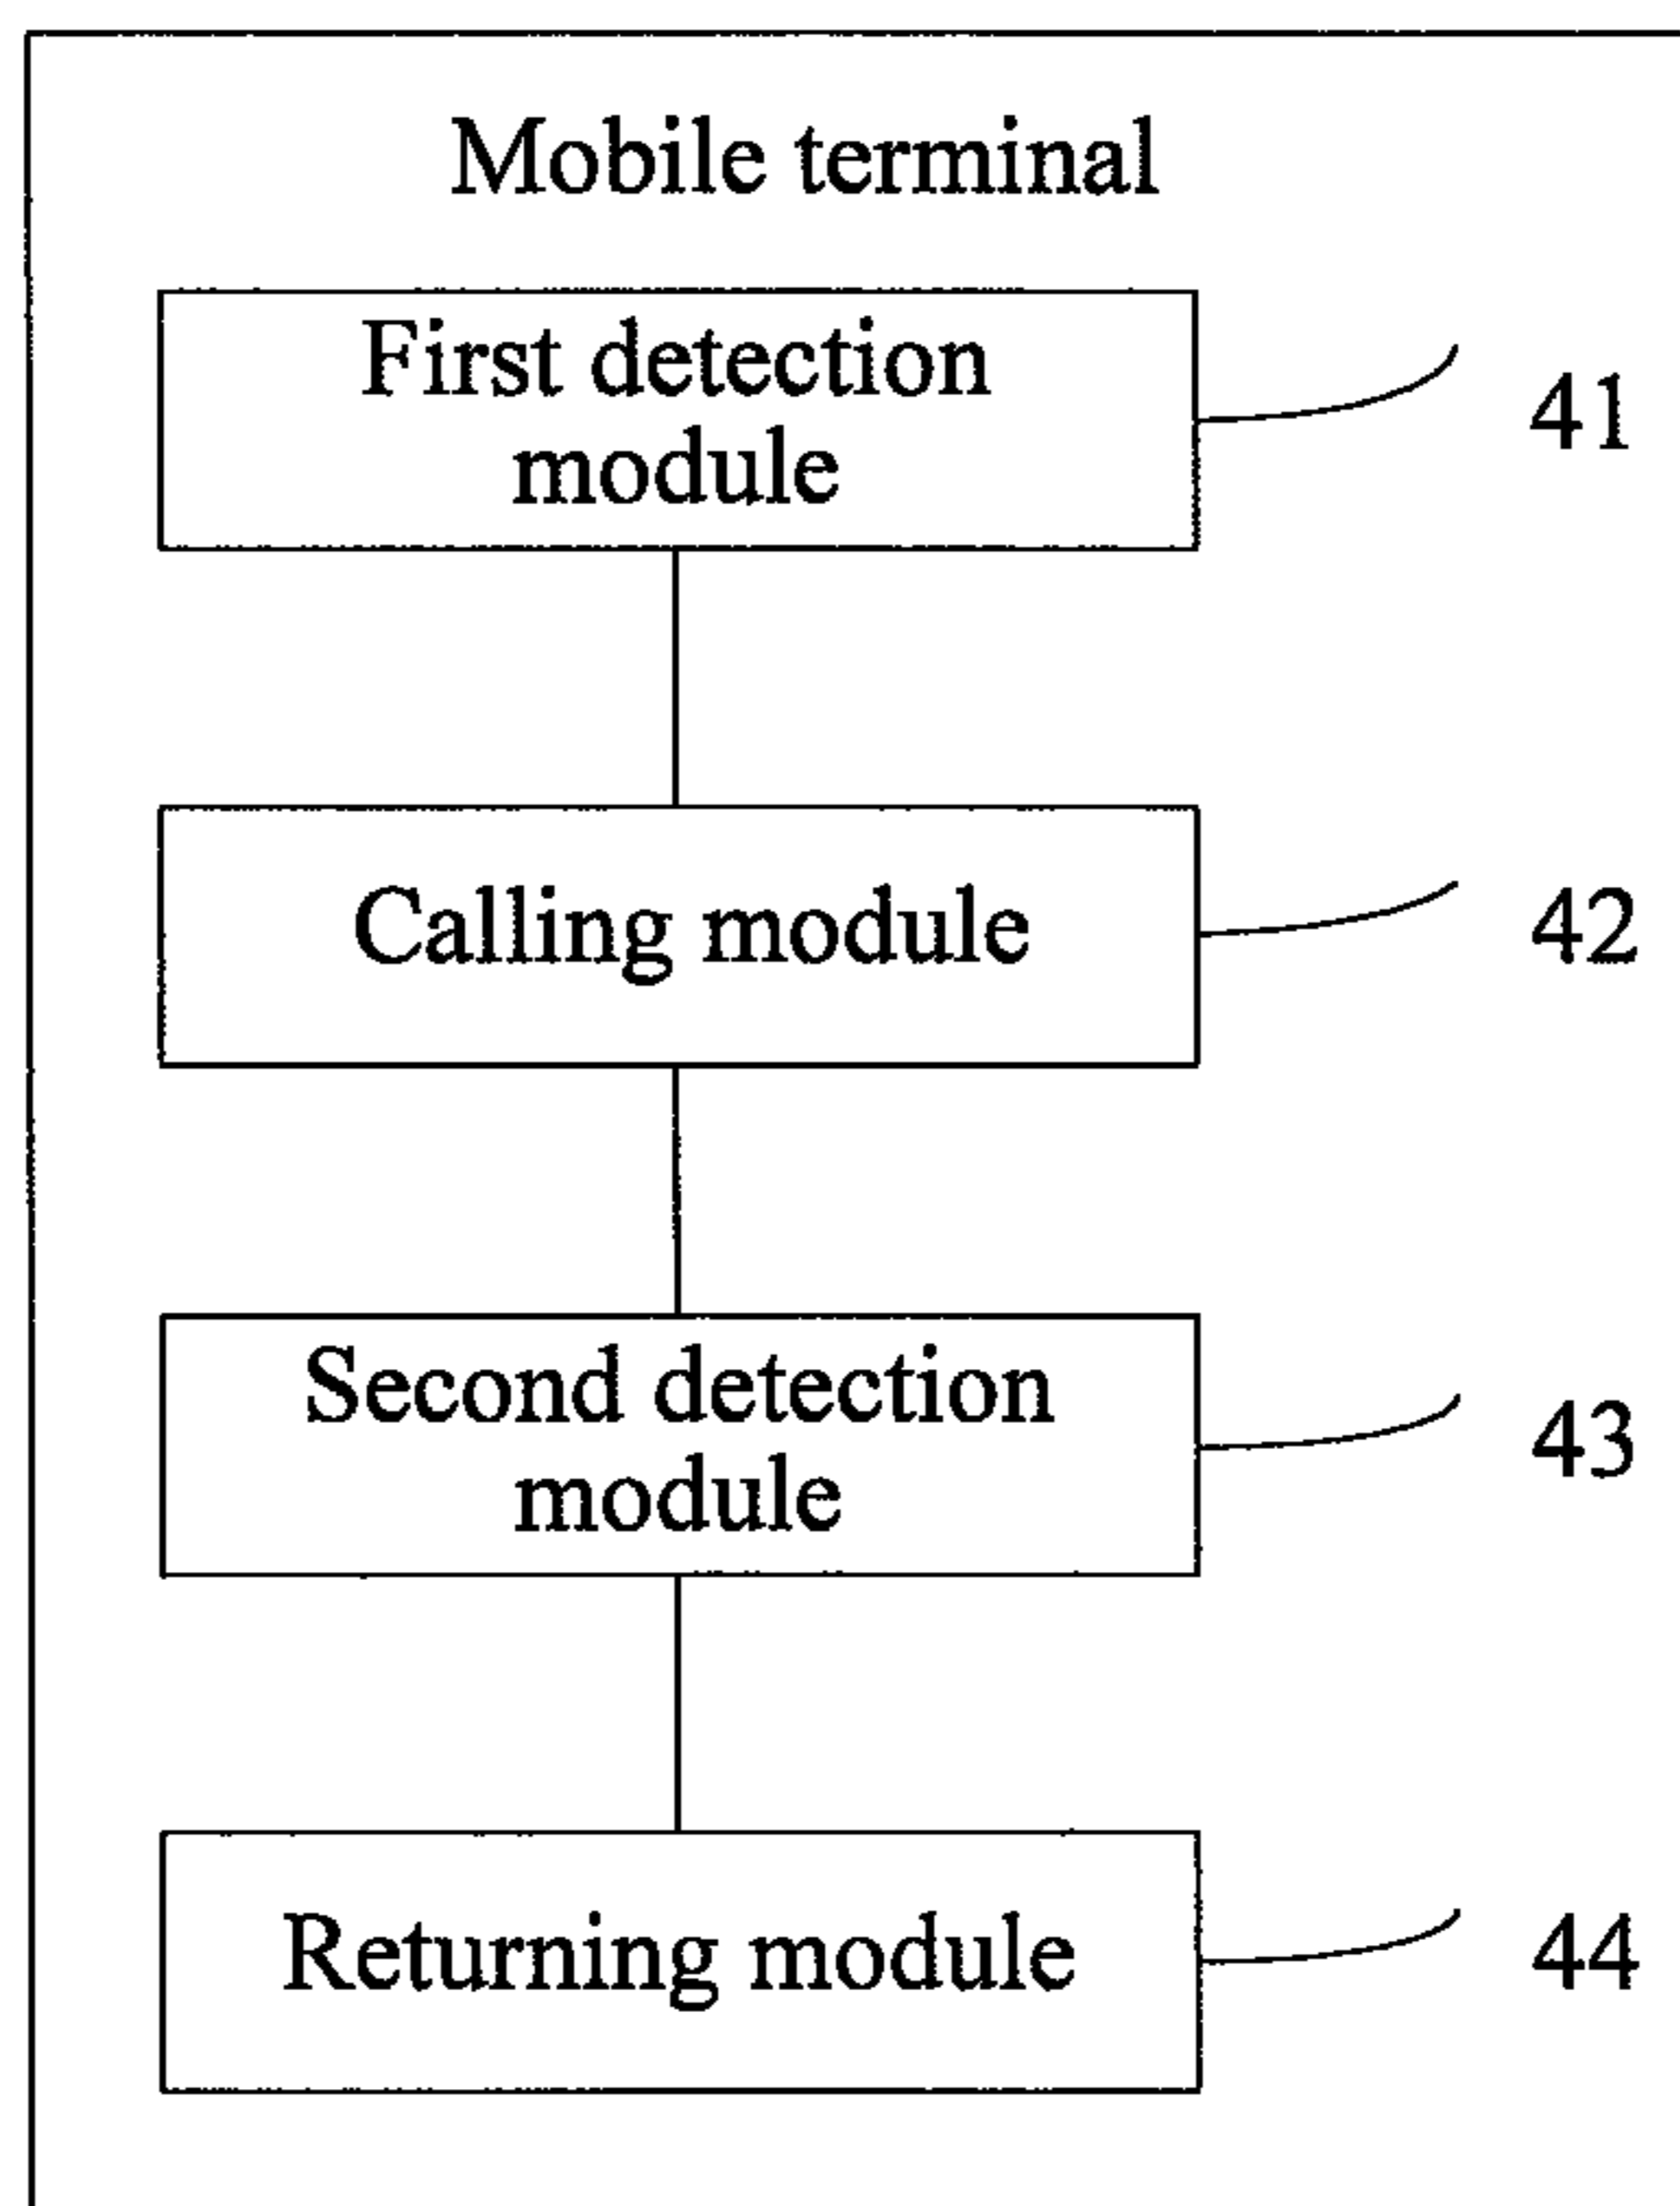 Mobile terminal
First detection
module
41
Calling module
42
Second detection
module
43
Returning module
44